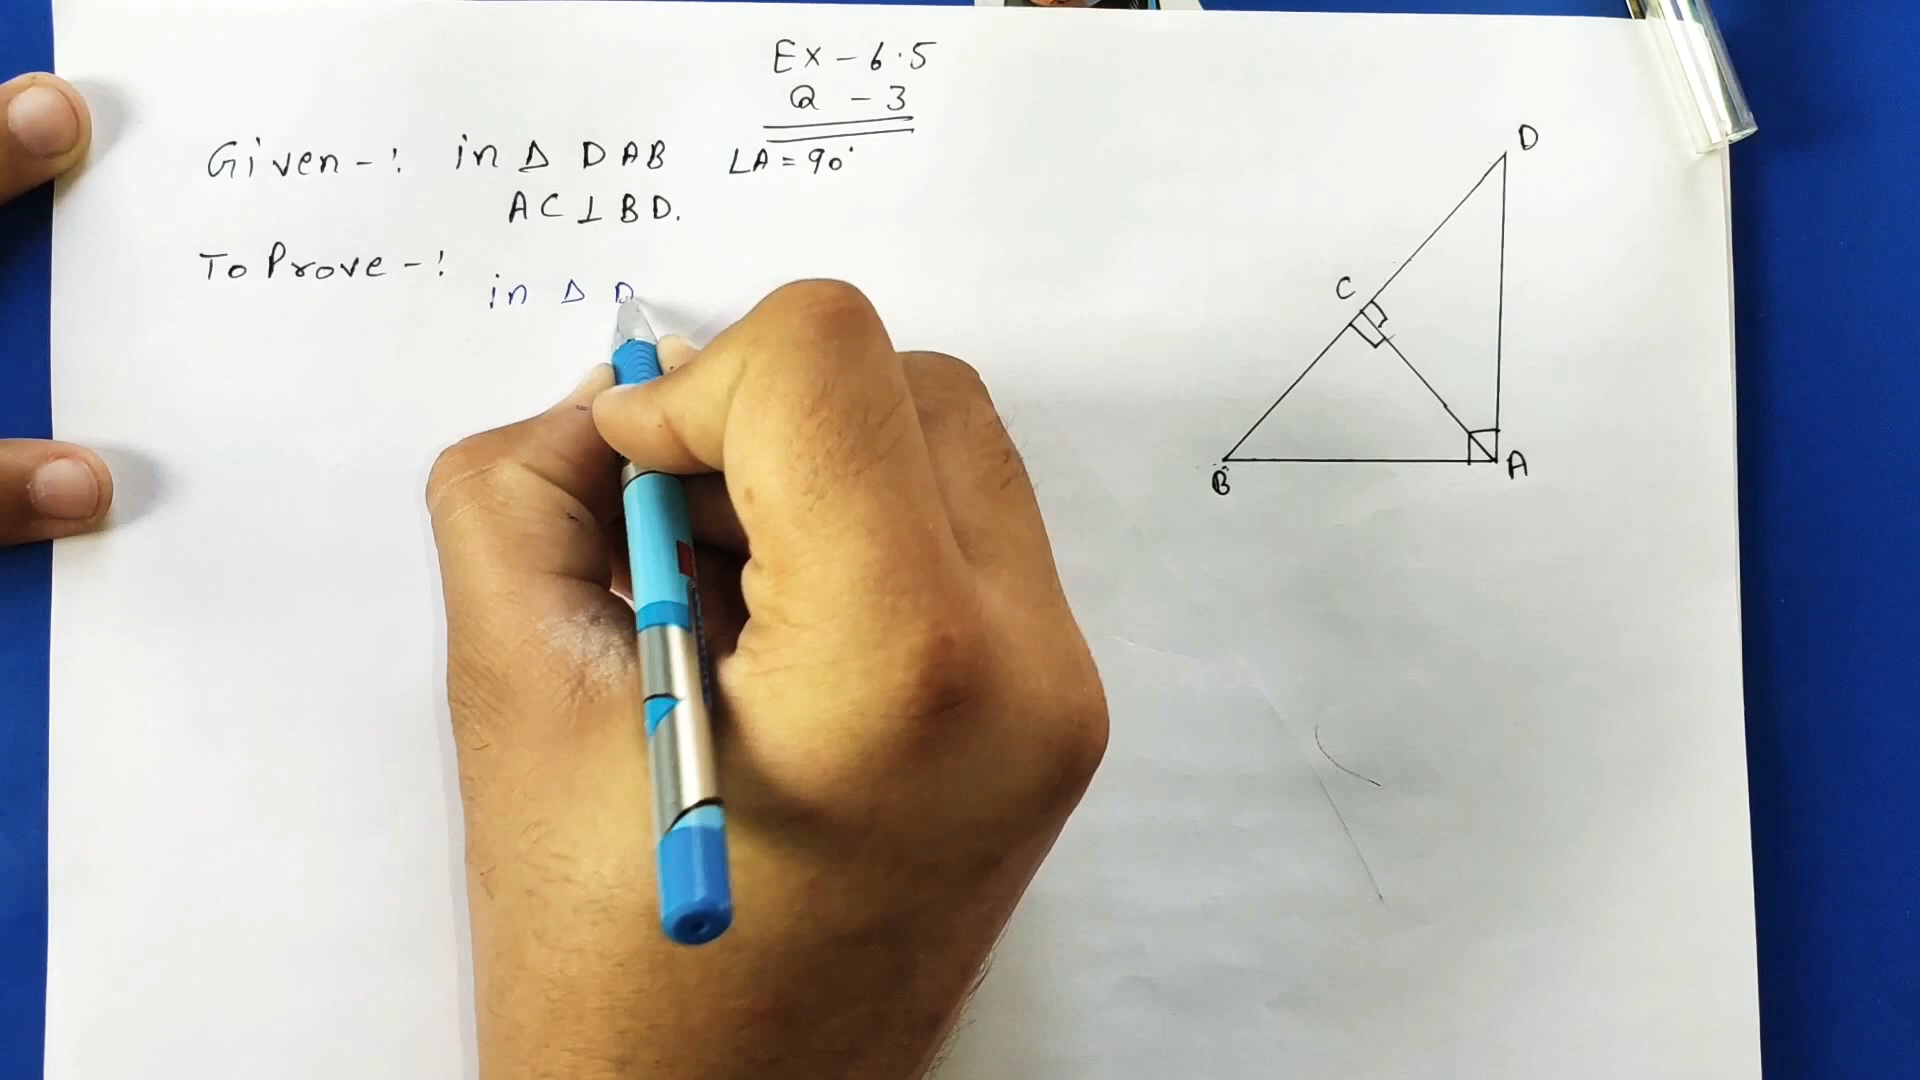 Ex - 6.5
Q - 3
Given -: in Δ DAB ∠A = 90°
AC ⊥ BD.
To Prove -:
in Δ D
D
C
B
A